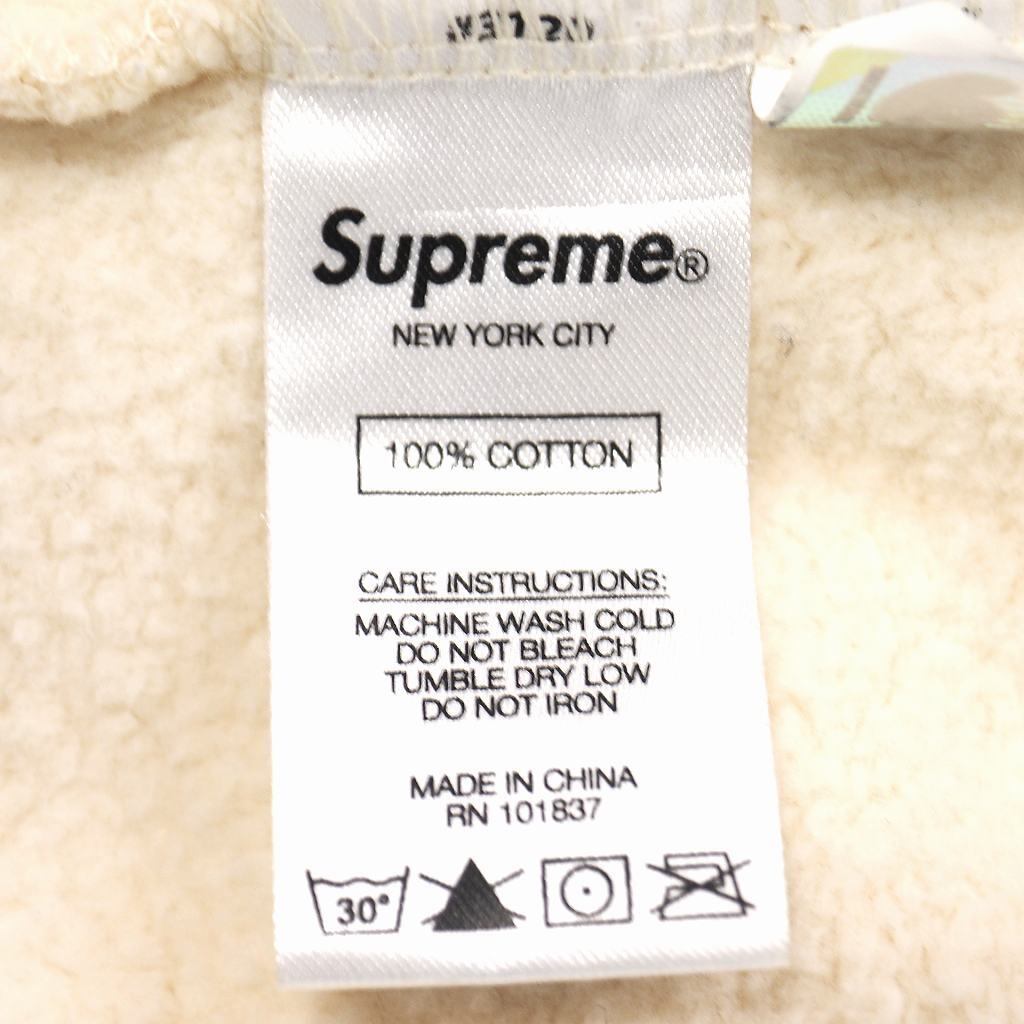 Supreme®
NEW YORK CITY
100% COTTON
CARE INSTRUCTIONS:
MACHINE WASH COLD
DO NOT BLEACH
TUMBLE DRY LOW
DO NOT IRON
MADE IN CHINA
RN 101837
30°